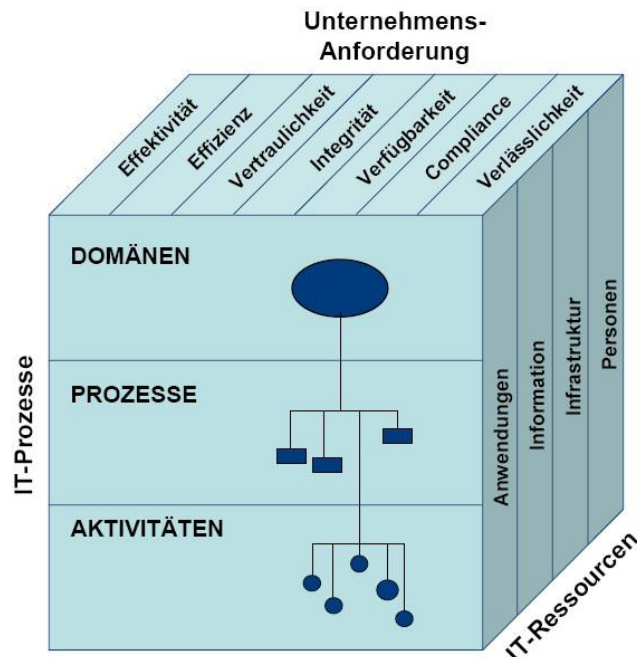 Unternehmens-
Anforderung
Effektivität
Effizienz
Vertraulichkeit
Integrität
Verfügbarkeit
Compliance
Verlässlichkeit
DOMÄNEN
PROZESSE
AKTIVITÄTEN
IT-Prozesse
Anwendungen
Information
Infrastruktur
Personen
IT-Ressourcen